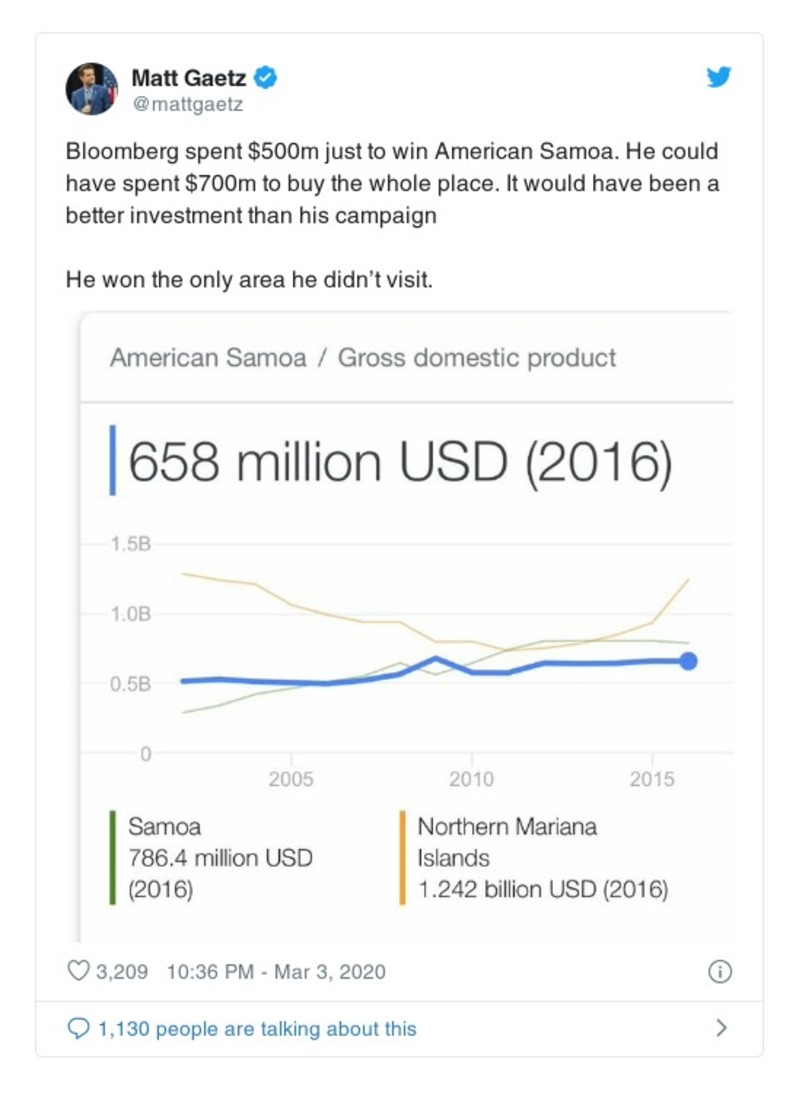 Matt Gaetz
@mattgaetz
Bloomberg spent $500m just to win American Samoa. He could
have spent $700m to buy the whole place. It would have been a
better investment than his campaign
He won the only area he didn’t visit.
American Samoa / Gross domestic product
658 million USD (2016)
1.5B
1.0B
0.5B
0
2005 2010 2015
Samoa
786.4 million USD
(2016)
Northern Mariana
Islands
1.242 billion USD (2016)
3,209 10:36 PM - Mar 3, 2020
1,130 people are talking about this